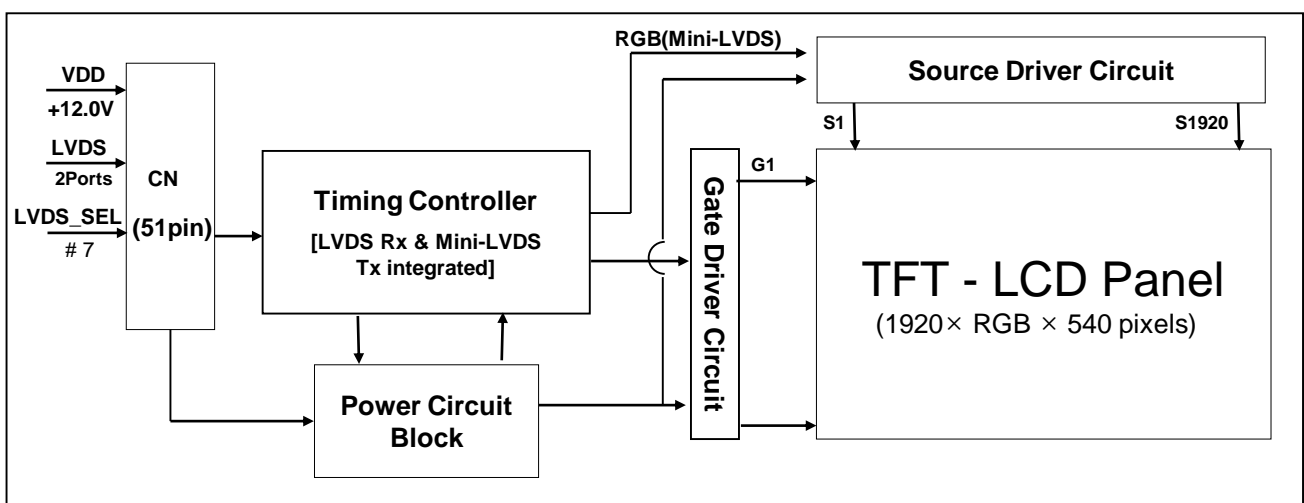 RGB(Mini-LVDS)
Source Driver Circuit
S1
S1920
VDD
+12.0V
LVDS
2Ports
LVDS_SEL
# 7
CN
(51pin)
Timing Controller
[LVDS Rx & Mini-LVDS
Tx integrated]
Power Circuit
Block
Gate Driver Circuit
G1
TFT - LCD Panel
(1920× RGB × 540 pixels)